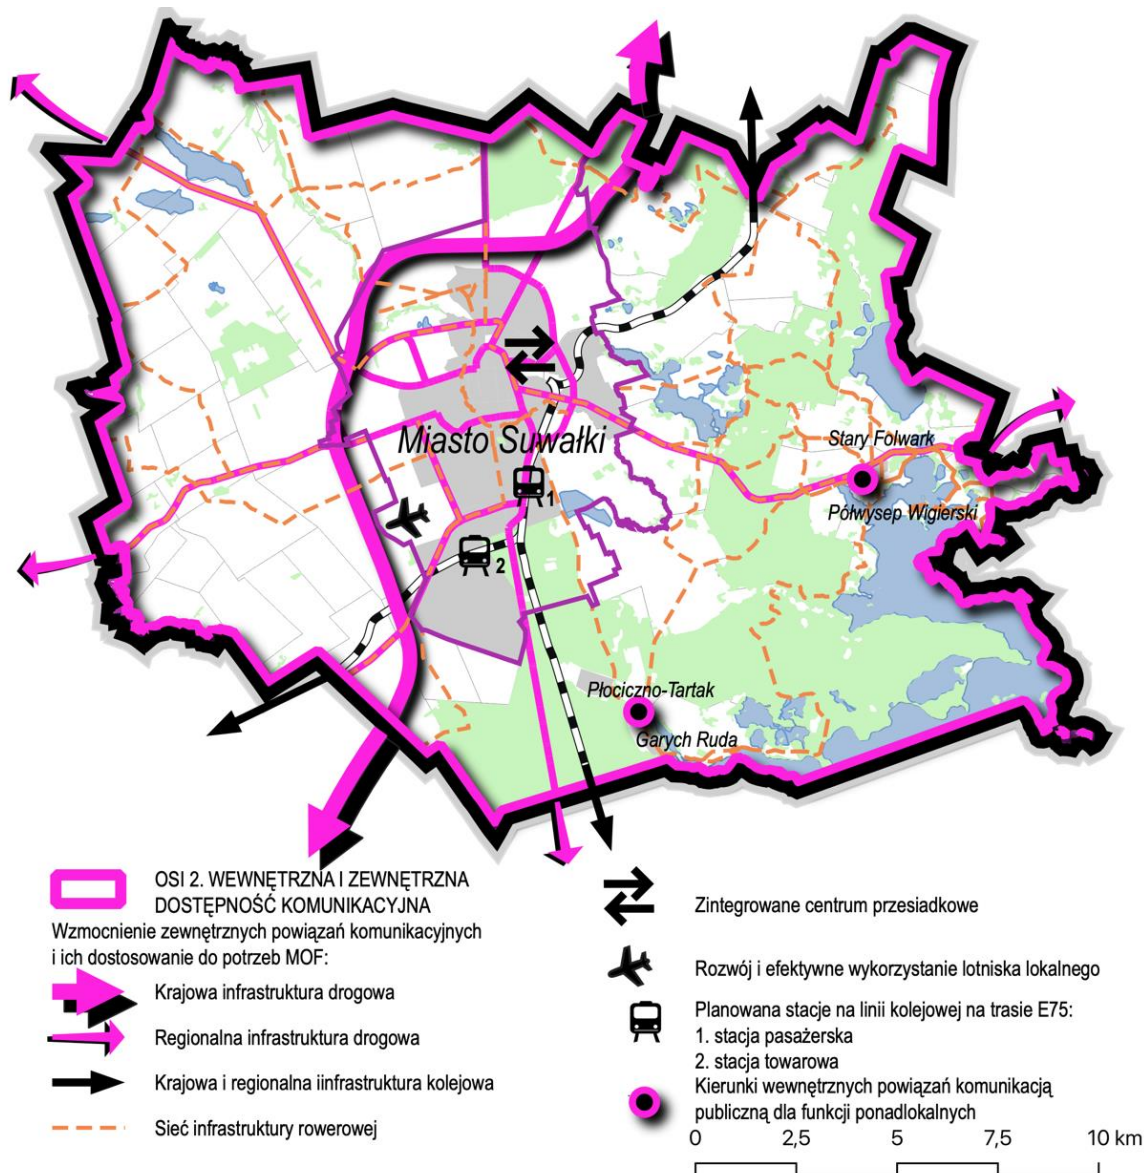 Miasto Suwałki
1
2
Stary Folwark
Półwysep Wigierski
Płociczno-Tartak
Garych Ruda
OSI 2. WEWNĘTRZNA I ZEWNĘTRZNA
DOSTĘPNOŚĆ KOMUNIKACYJNA
Wzmocnienie zewnętrznych powiązań komunikacyjnych
i ich dostosowanie do potrzeb MOF:
Krajowa infrastruktura drogowa
Regionalna infrastruktura drogowa
Krajowa i regionalna iinfrastruktura kolejowa
Sieć infrastruktury rowerowej
Zintegrowane centrum przesiadkowe
Rozwój i efektywne wykorzystanie lotniska lokalnego
Planowana stacje na linii kolejowej na trasie E75:
1. stacja pasażerska
2. stacja towarowa
Kierunki wewnętrznych powiązań komunikacją
publiczną dla funkcji ponadlokalnych
0 2,5 5 7,5 10 km